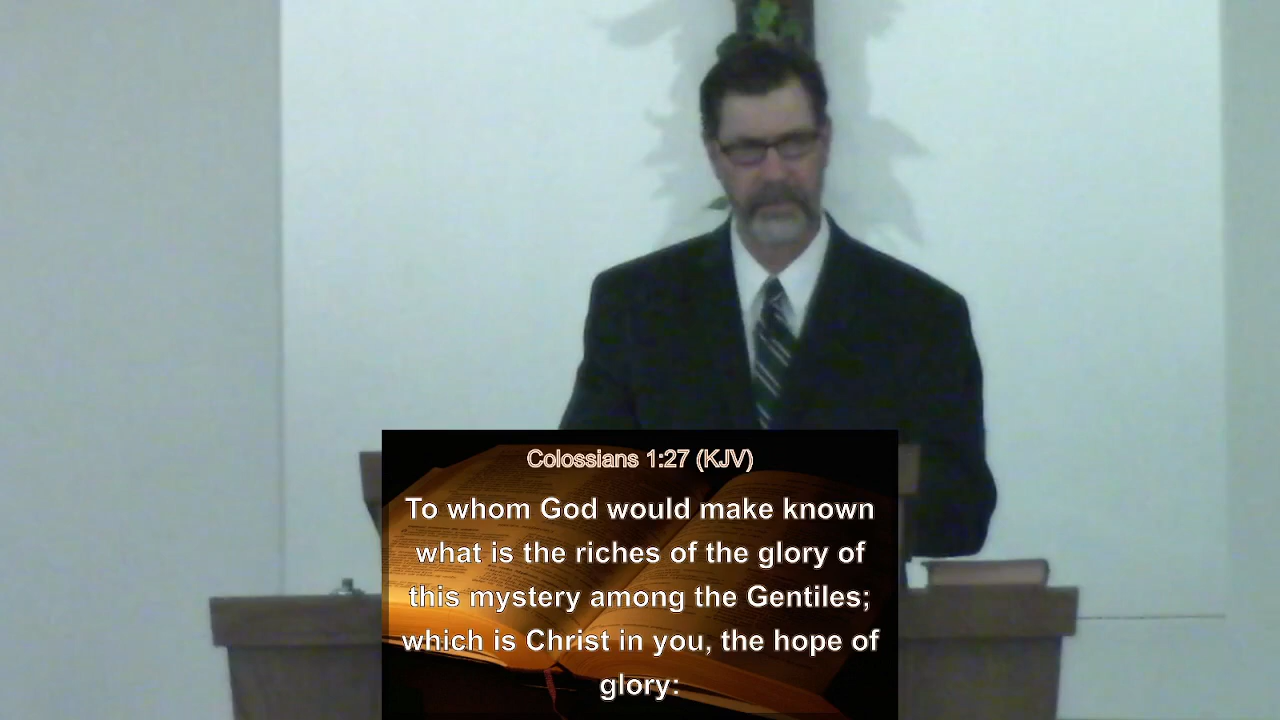 Colossians 1:27 (KJV)
To whom God would make known
what is the riches of the glory of
this mystery among the Gentiles;
which is Christ in you, the hope of
glory: